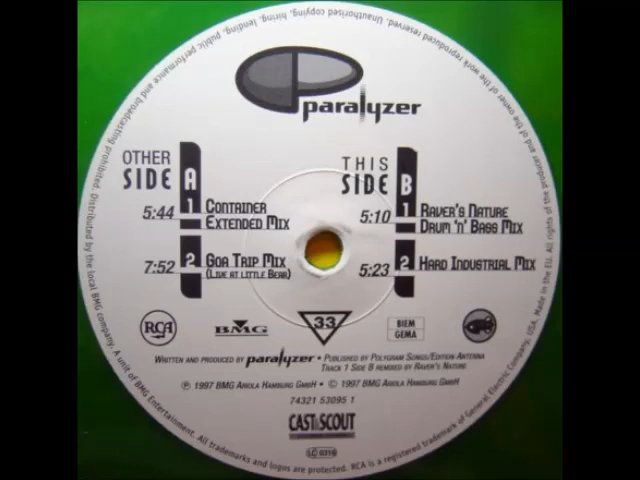 paralyzer
OTHER SIDE A
5:44 1 CONTAINER EXTENDED MIX
7:52 2 GOA TRIP MIX
(LIVE AT LITTLE BEAR)
THIS SIDE B
5:10 1 RAVER'S NATURE DRUM 'N' BASS MIX
5:23 2 HARD INDUSTRIAL MIX
RCA
BMG
33
BIEM
GEMA
WRITTEN AND PRODUCED BY paralyzer • PUBLISHED BY POLYGRAM SONGS/EDITION ANTENNA
TRACK 1 SIDE B REMIXED BY RAVER'S NATURE
℗ 1997 BMG ARIOLA HAMBURG GMBH • © 1997 BMG ARIOLA HAMBURG GMBH
74321 53095 1
CAST&SCOUT
LC 0316
All rights of the producer and of the owner of the work reproduced reserved. Unauthorised copying, hiring, lending, public performance and broadcasting prohibited. Distributed by the local BMG company. A unit of BMG Entertainment. All trademarks and logos are protected. RCA is a registered trademark of General Electric Company, USA. Made in the EU.